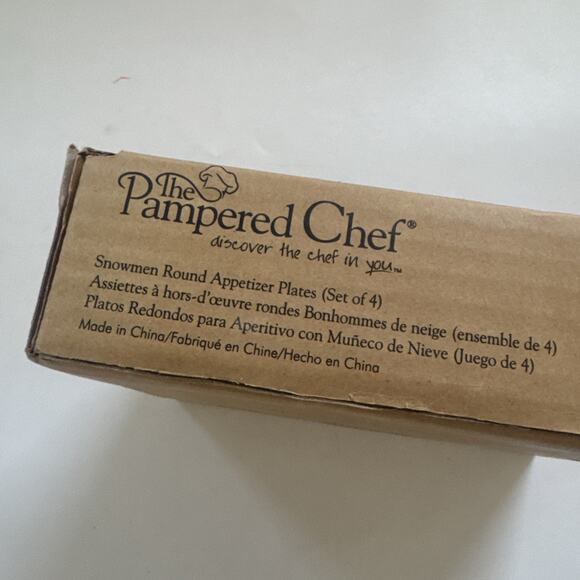 The
Pampered Chef®
discover the chef in you™
Snowmen Round Appetizer Plates (Set of 4)
Assiettes à hors-d'œuvre rondes Bonhommes de neige (ensemble de 4)
Platos Redondos para Aperitivo con Muñeco de Nieve (Juego de 4)
Made in China/Fabriqué en Chine/Hecho en China